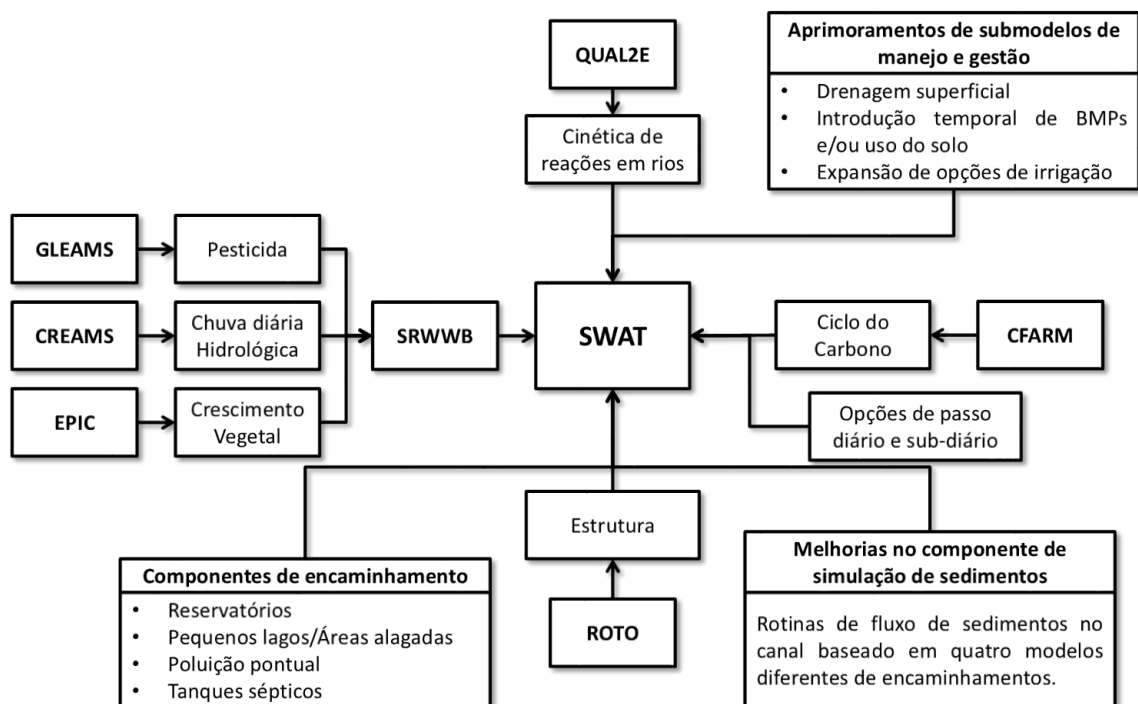 QUAL2E
Cinética de
reações em rios
Aprimoramentos de submodelos de
manejo e gestão
• Drenagem superficial
• Introdução temporal de BMPs
e/ou uso do solo
• Expansão de opções de irrigação
GLEAMS
Pesticida
CREAMS
Chuva diária
Hidrológica
EPIC
Crescimento
Vegetal
SRWWB
SWAT
Ciclo do
Carbono
CFARM
Opções de passo
diário e sub-diário
Estrutura
ROTO
Componentes de encaminhamento
• Reservatórios
• Pequenos lagos/Áreas alagadas
• Poluição pontual
• Tanques sépticos
Melhorias no componente de
simulação de sedimentos
Rotinas de fluxo de sedimentos no
canal baseado em quatro modelos
diferentes de encaminhamentos.